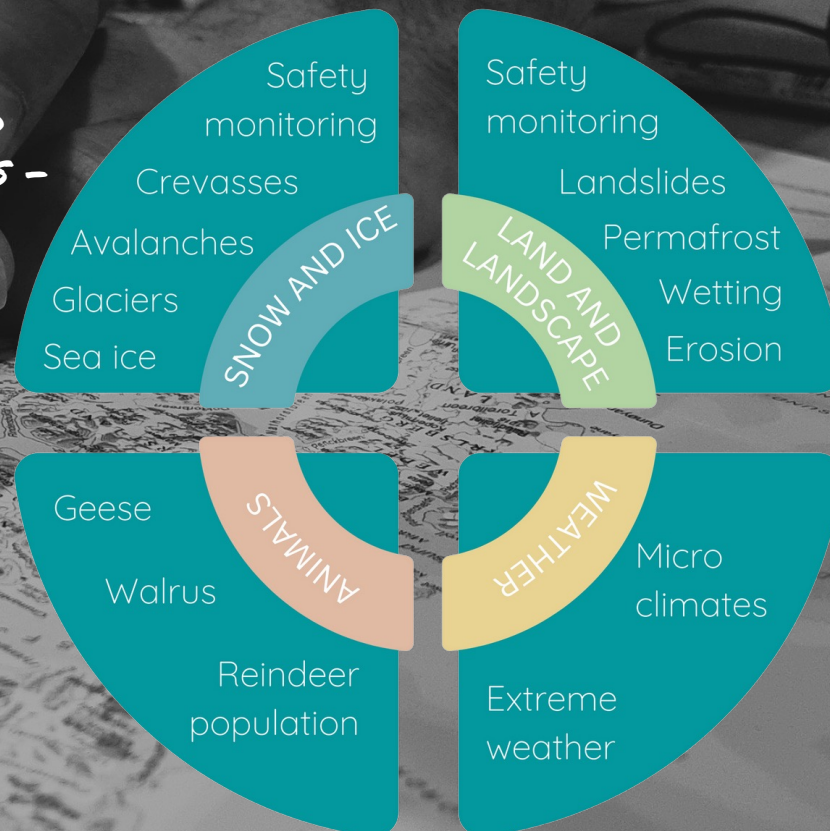 Safety
monitoring
Crevasses
Avalanches
Glaciers
Sea ice
SNOW AND ICE
Safety
monitoring
Landslides
Permafrost
Wetting
Erosion
LAND AND
LANDSCAPE
Geese
Walrus
Reindeer
population
ANIMALS
Micro
climates
Extreme
weather
WEATHER